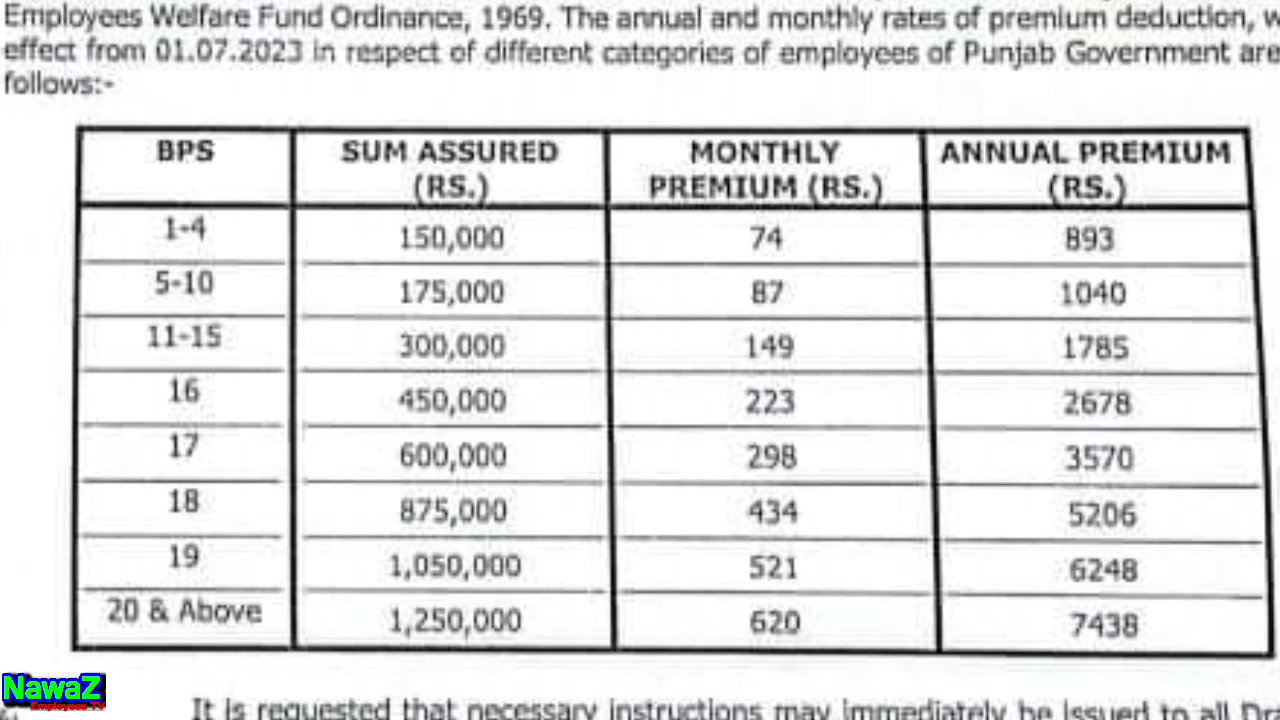 Employees Welfare Fund Ordinance, 1969. The annual and monthly rates of premium deduction, w
effect from 01.07.2023 in respect of different categories of employees of Punjab Government are
follows:-
BPS SUM ASSURED (RS.) MONTHLY PREMIUM (RS.) ANNUAL PREMIUM (RS.)
1-4 150,000 74 893
5-10 175,000 87 1040
11-15 300,000 149 1785
16 450,000 223 2678
17 600,000 298 3570
18 875,000 434 5206
19 1,050,000 521 6248
20 & Above 1,250,000 620 7438
NawaZ
Employees TV
It is requested that necessary instructions may immediately be issued to all Dra